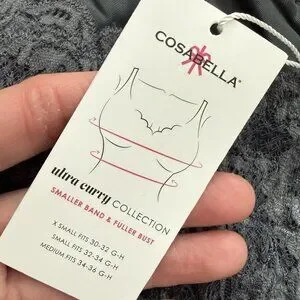 COSABELLA®
ultra curvy COLLECTION
SMALLER BAND & FULLER BUST
X SMALL FITS 30-32 G-H
SMALL FITS 32-34 G-H
MEDIUM FITS 34-36 G-H